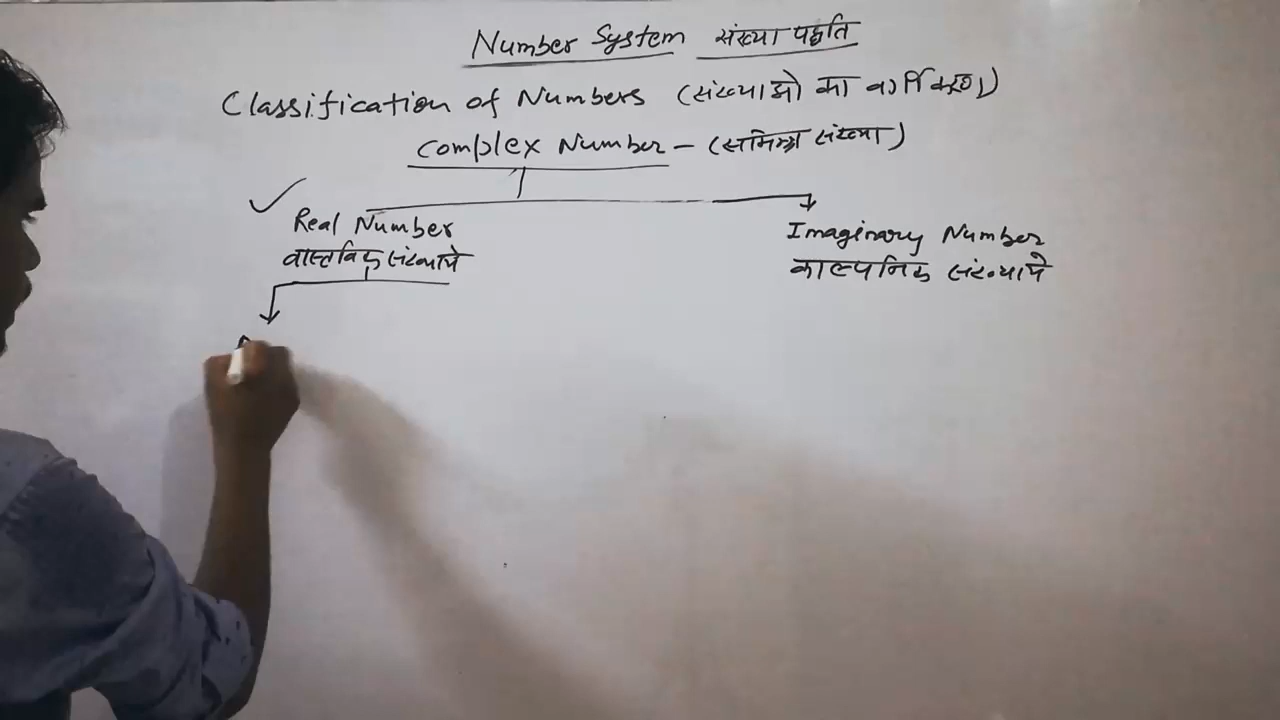 Number System संख्या पद्धति
Classification of Numbers (संख्याओ का वर्गिकरण)
Complex Number - (सम्मिश्र संख्या)
Real Number
वास्तविक संख्याये
Imaginary Number
काल्पनिक संख्याये